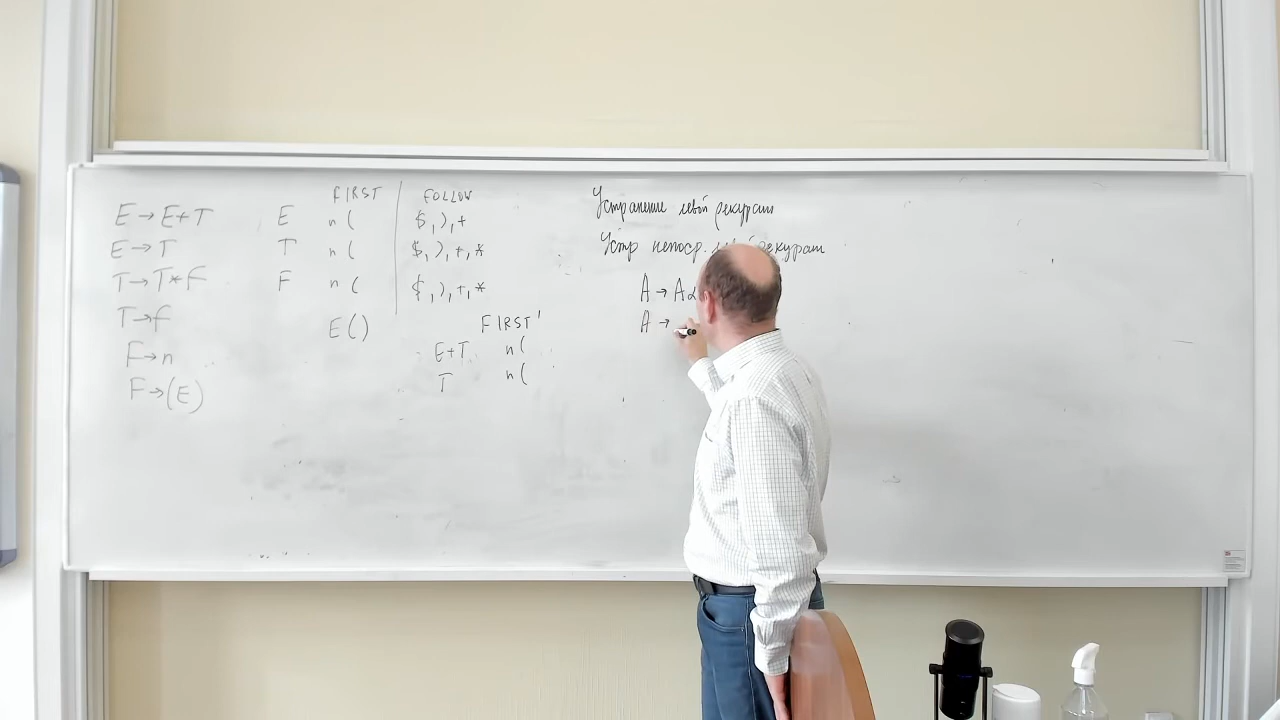 E → E+T
E → T
T → T*F
T → F
F → n
F → (E)
FIRST FOLLOW
E n ( $,),+
T n ( $,),+,*
F n ( $,),+,*
E()
FIRST'
E+T n (
T n (
Устранение левой рекурсии
Устр непоср. рекурсии
A → Aα
A →